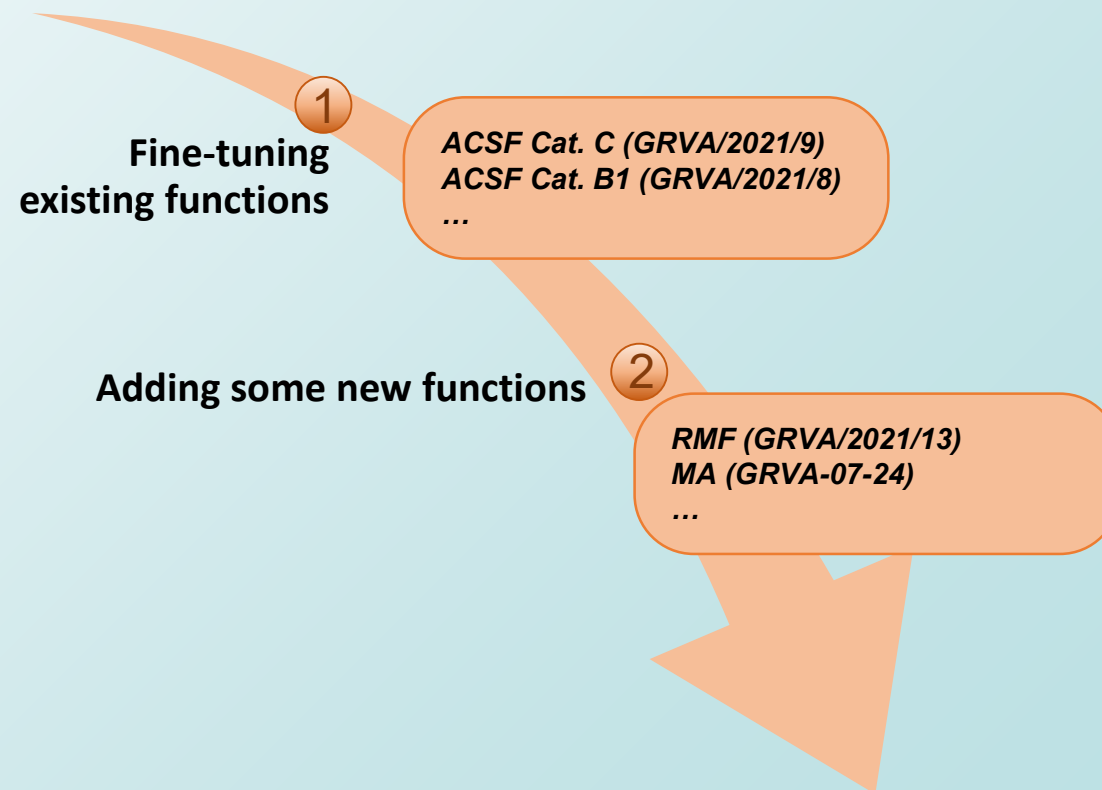 1
Fine-tuning
existing functions
ACSF Cat. C (GRVA/2021/9)
ACSF Cat. B1 (GRVA/2021/8)
…
2
Adding some new functions
RMF (GRVA/2021/13)
MA (GRVA-07-24)
…